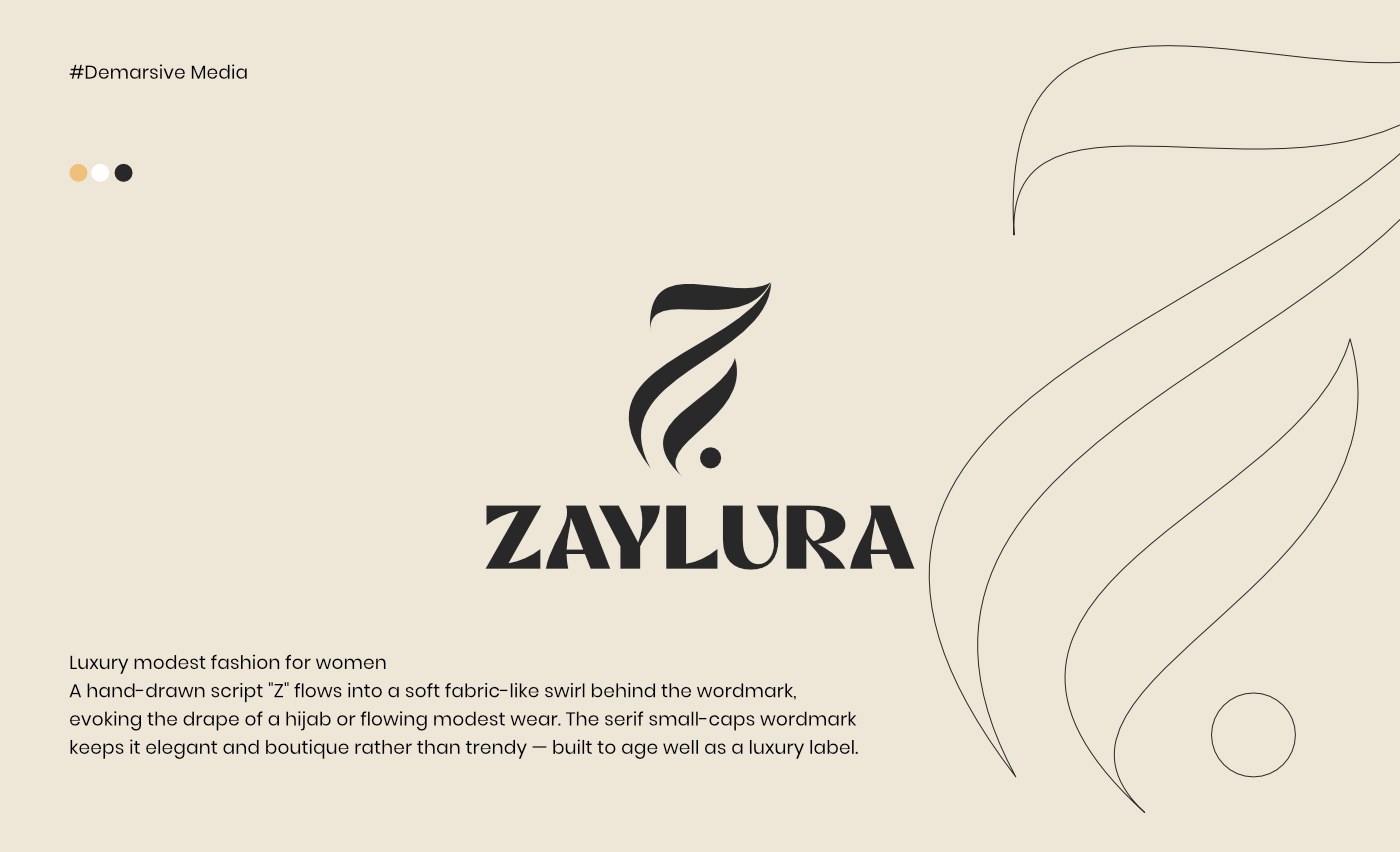 #Demarsive Media
ZAYLURA
Luxury modest fashion for women
A hand-drawn script "Z" flows into a soft fabric-like swirl behind the wordmark,
evoking the drape of a hijab or flowing modest wear. The serif small-caps wordmark
keeps it elegant and boutique rather than trendy — built to age well as a luxury label.